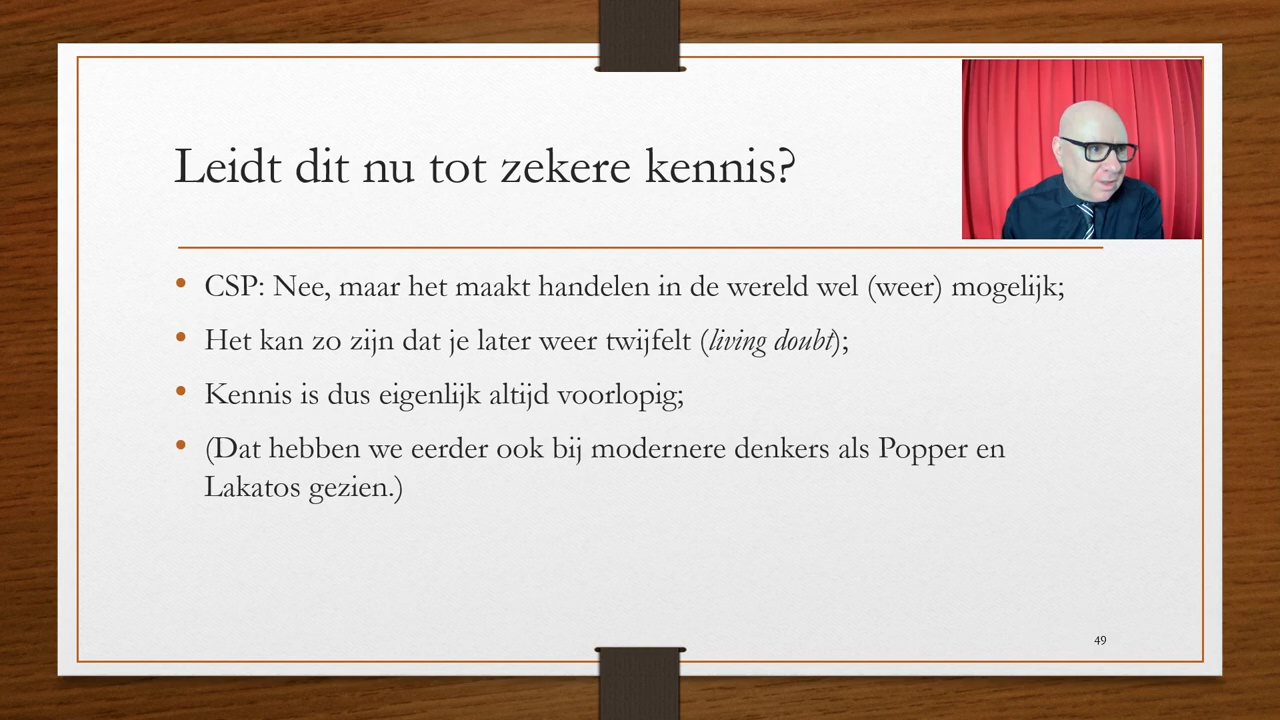 Leidt dit nu tot zekere kennis?
• CSP: Nee, maar het maakt handelen in de wereld wel (weer) mogelijk;
• Het kan zo zijn dat je later weer twijfelt (living doubt);
• Kennis is dus eigenlijk altijd voorlopig;
• (Dat hebben we eerder ook bij modernere denkers als Popper en
Lakatos gezien.)
49